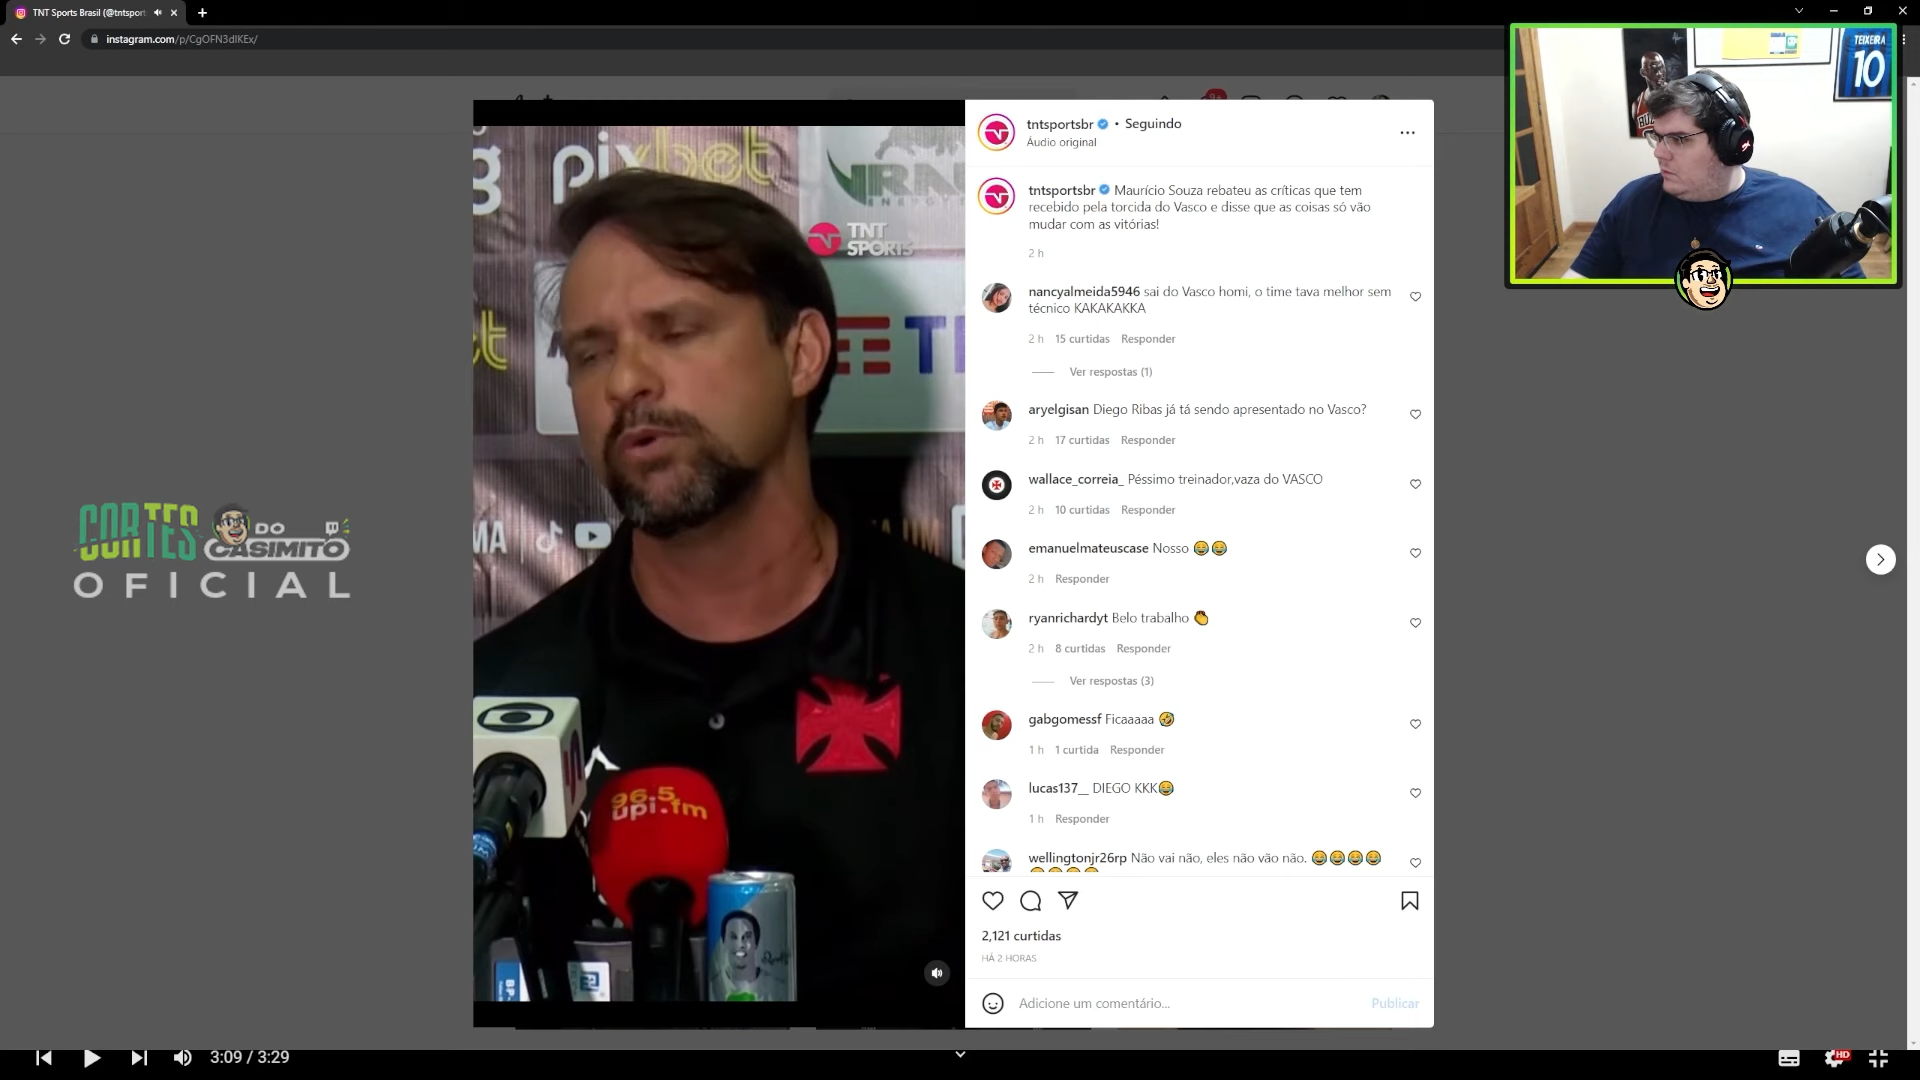 TNT Sports Brasil (@tntsport
instagram.com/p/CgOFN3dlKEx/
TEIXEIRA
10
pixbet
ENERGY
TNT
SPORTS
CORTES
DO
CASIMITO
OFICIAL
96.5
upi.fm
BP
tntsportsbr • Seguindo
Áudio original
tntsportsbr Maurício Souza rebateu as críticas que tem
recebido pela torcida do Vasco e disse que as coisas só vão
mudar com as vitórias!
2 h
nancyalmeida5946 sai do Vasco homi, o time tava melhor sem
técnico KAKAKAKKA
2 h 15 curtidas Responder
Ver respostas (1)
aryelgisan Diego Ribas já tá sendo apresentado no Vasco?
2 h 17 curtidas Responder
wallace_correia_ Péssimo treinador,vaza do VASCO
2 h 10 curtidas Responder
emanuelmateuscase Nosso 😂😂
2 h Responder
ryanrichardyt Belo trabalho 👏
2 h 8 curtidas Responder
Ver respostas (3)
gabgomessf Ficaaaaa 🤣
1 h 1 curtida Responder
lucas137__ DIEGO KKK😂
1 h Responder
wellingtonjr26rp Não vai não, eles não vão não. 😂😂😂😂
2,121 curtidas
HÁ 2 HORAS
Adicione um comentário...
Publicar
3:09 / 3:29
HD